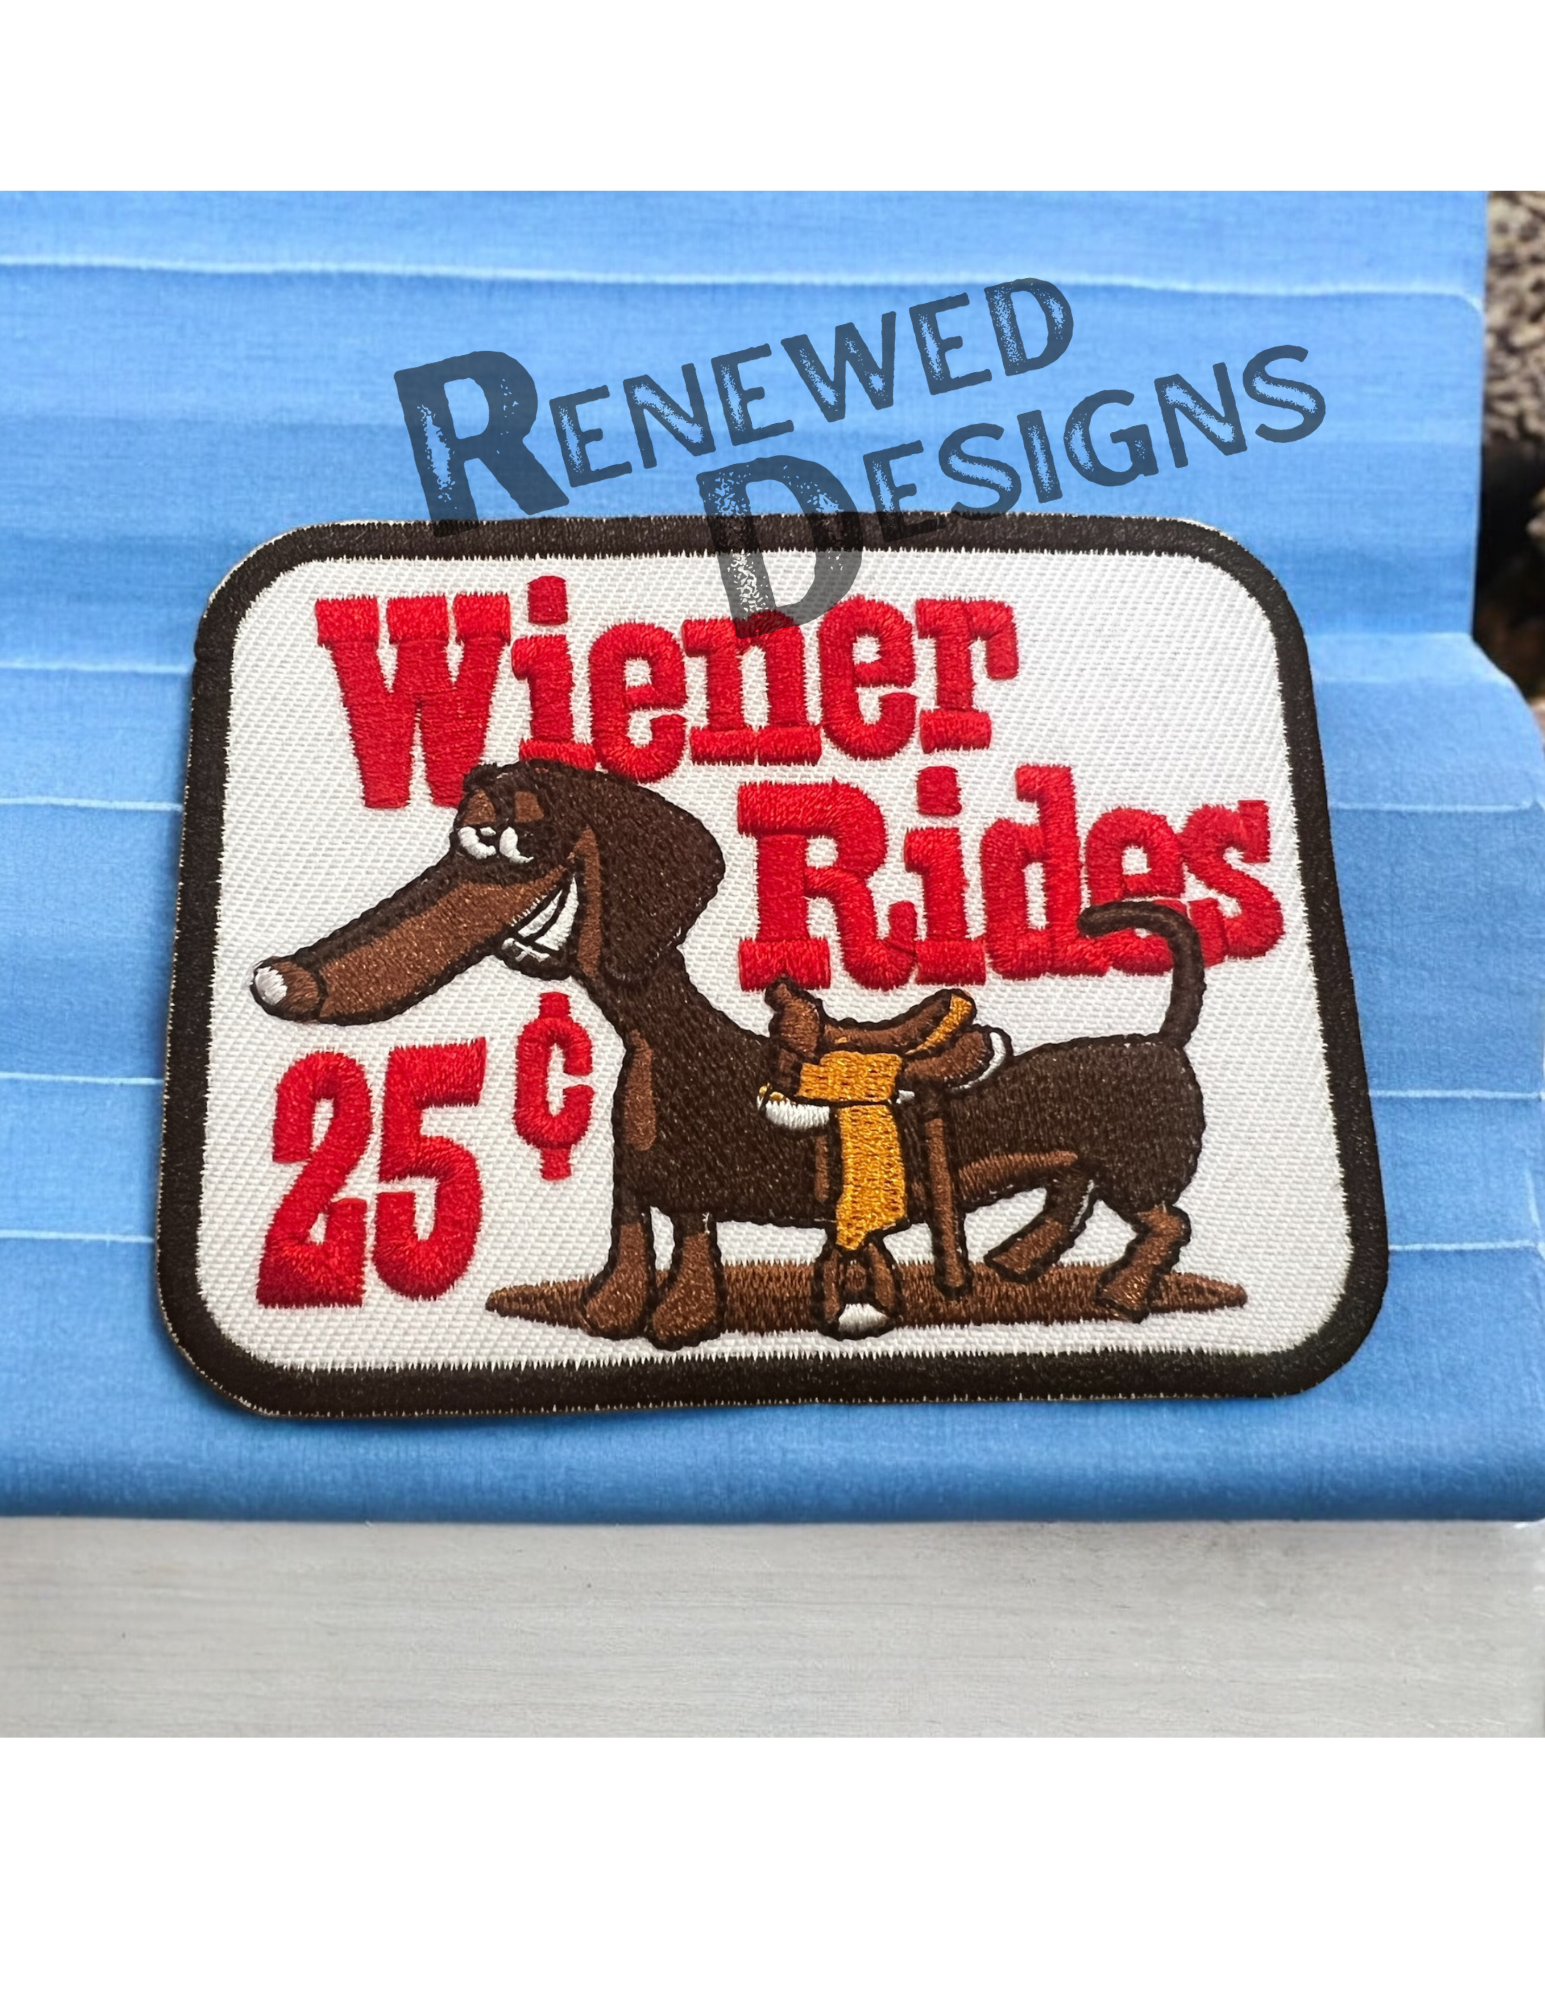 RENEWED
DESIGNS
Wiener
Rides
25¢